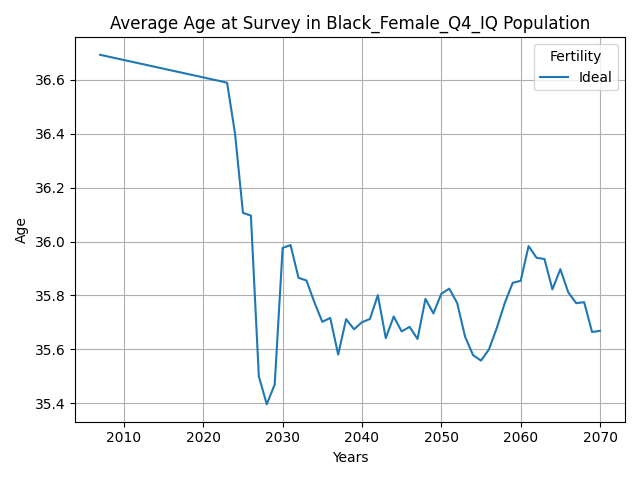 Average Age at Survey in Black_Female_Q4_IQ Population
Fertility
Ideal
Age
36.6
36.4
36.2
36.0
35.8
35.6
35.4
2010 2020 2030 2040 2050 2060 2070
Years